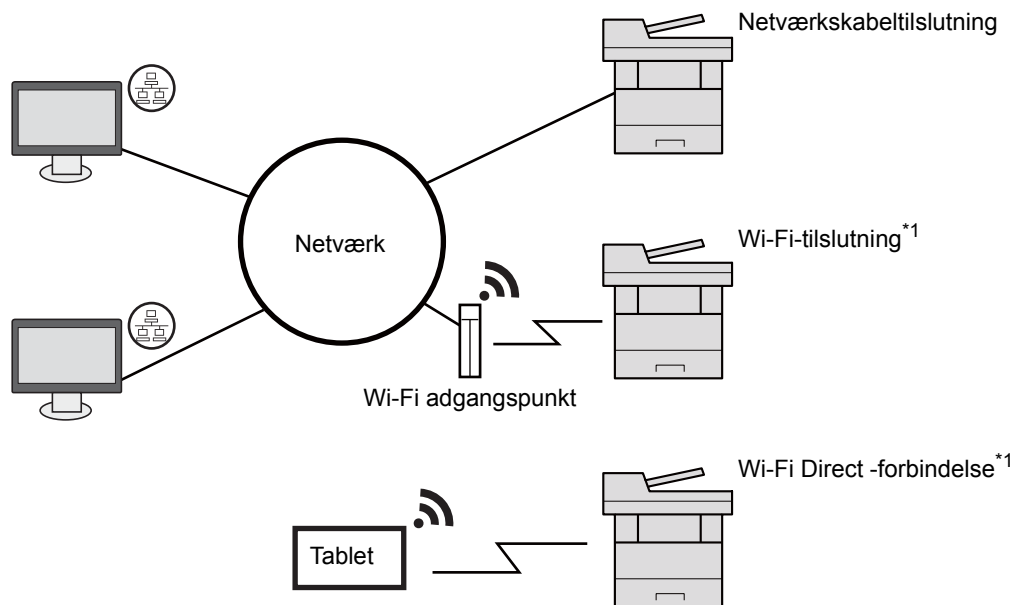 Netværkskabeltilslutning
Netværk
Wi-Fi-tilslutning*1
Wi-Fi adgangspunkt
Wi-Fi Direct -forbindelse*1
Tablet